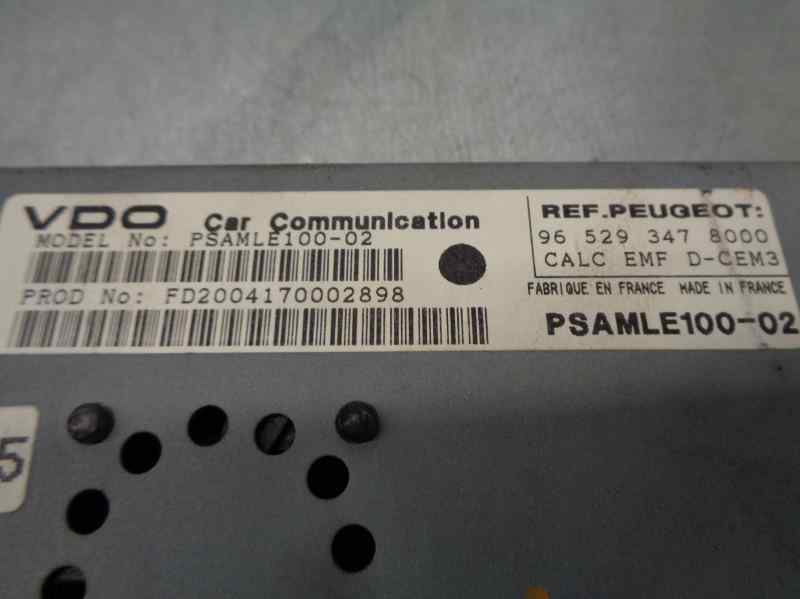 VDO Car Communication
MODEL No: PSAMLE100-02
PROD No: FD2004170002898
REF.PEUGEOT:
96 529 347 8000
CALC EMF D-CEM3
FABRIQUE EN FRANCE MADE IN FRANCE
PSAMLE100-02
5